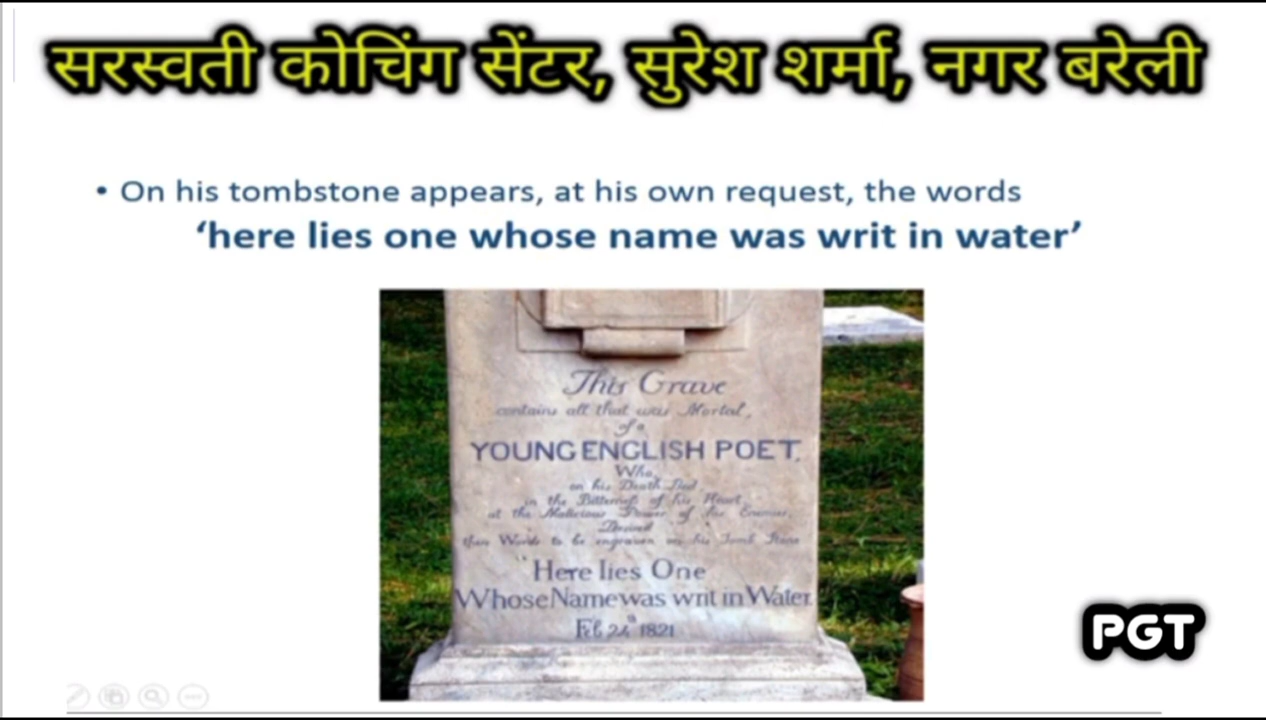 सरस्वती कोचिंग सेंटर, सुरेश शर्मा, नगर बरेली
• On his tombstone appears, at his own request, the words
‘here lies one whose name was writ in water’
This Grave
contains all that was Mortal,
of a
YOUNG ENGLISH POET,
Who,
on his Death Bed,
in the Bitterness of his Heart,
at the Malicious Power of his Enemies,
Desired
these Words to be engraven on his Tomb Stone
"Here lies One
Whose Name was writ in Water.
Feb 24th 1821
PGT